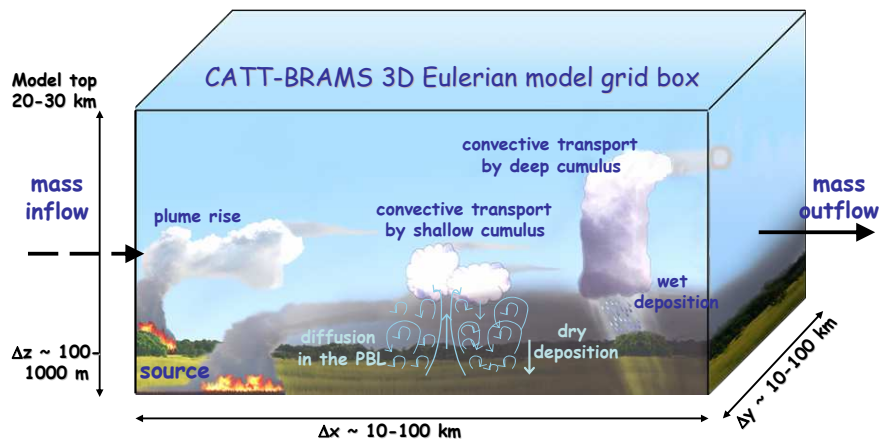 CATT-BRAMS 3D Eulerian model grid box
Model top
20-30 km
convective transport
by deep cumulus
mass
inflow
mass
outflow
plume rise
convective transport
by shallow cumulus
wet
deposition
diffusion
in the PBL
dry
deposition
Δz ~ 100-
1000 m
source
Δy ~ 10-100 km
Δx ~ 10-100 km